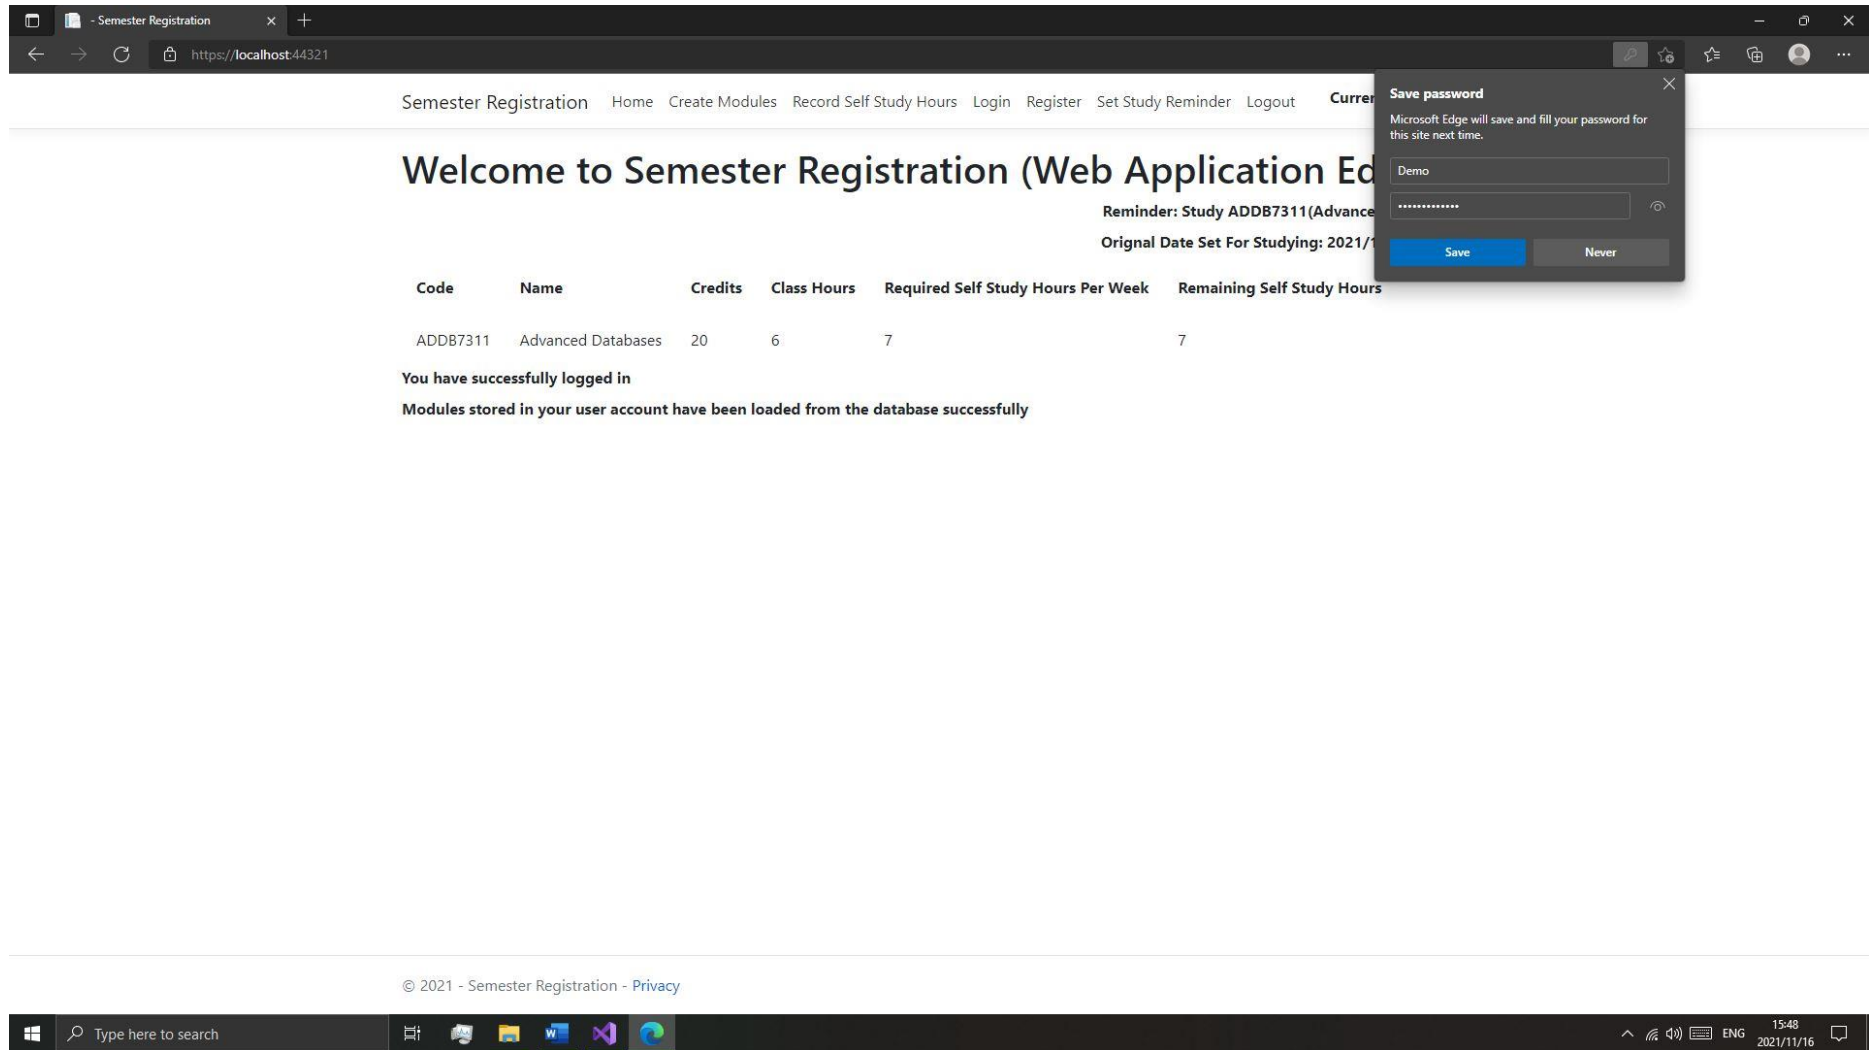 - Semester Registration
https://localhost:44321
Semester Registration Home Create Modules Record Self Study Hours Login Register Set Study Reminder Logout Curren
Save password
Microsoft Edge will save and fill your password for
this site next time.
Demo
•••••••••••••
Save Never
Welcome to Semester Registration (Web Application Ed
Reminder: Study ADDB7311(Advance
Orignal Date Set For Studying: 2021/1
Code Name Credits Class Hours Required Self Study Hours Per Week Remaining Self Study Hours
ADDB7311 Advanced Databases 20 6 7 7
You have successfully logged in
Modules stored in your user account have been loaded from the database successfully
© 2021 - Semester Registration - Privacy
Type here to search
ENG
15:48
2021/11/16